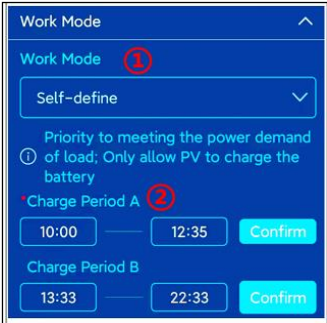 Work Mode
Work Mode ①
Self-define
Priority to meeting the power demand
of load; Only allow PV to charge the
battery
*Charge Period A ②
10:00 12:35 Confirm
Charge Period B
13:33 22:33 Confirm